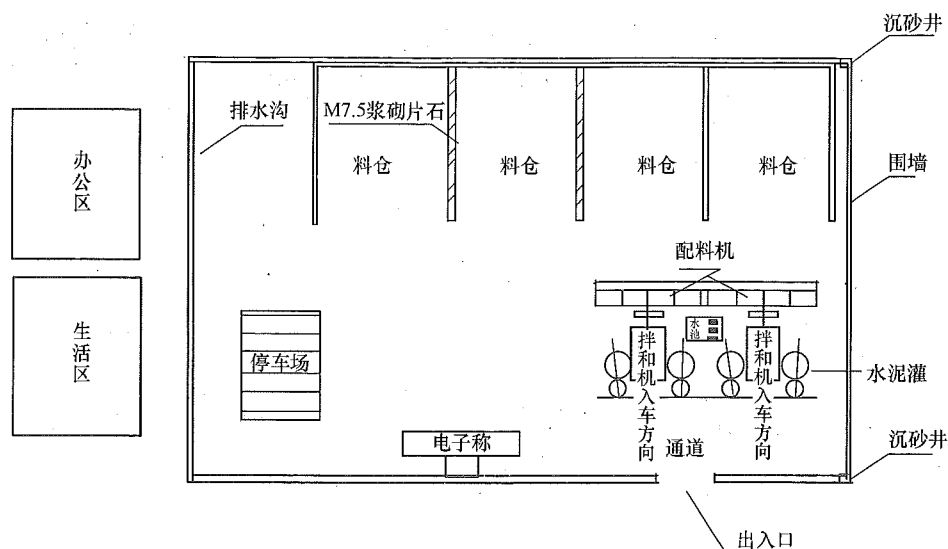 沉砂井
排水沟
M7.5浆砌片石
办公区
料仓
料仓
料仓
料仓
围墙
配料机
生活区
停车场
水池
拌和机入车方向
拌和机入车方向
水泥灌
电子称
通道
沉砂井
出入口